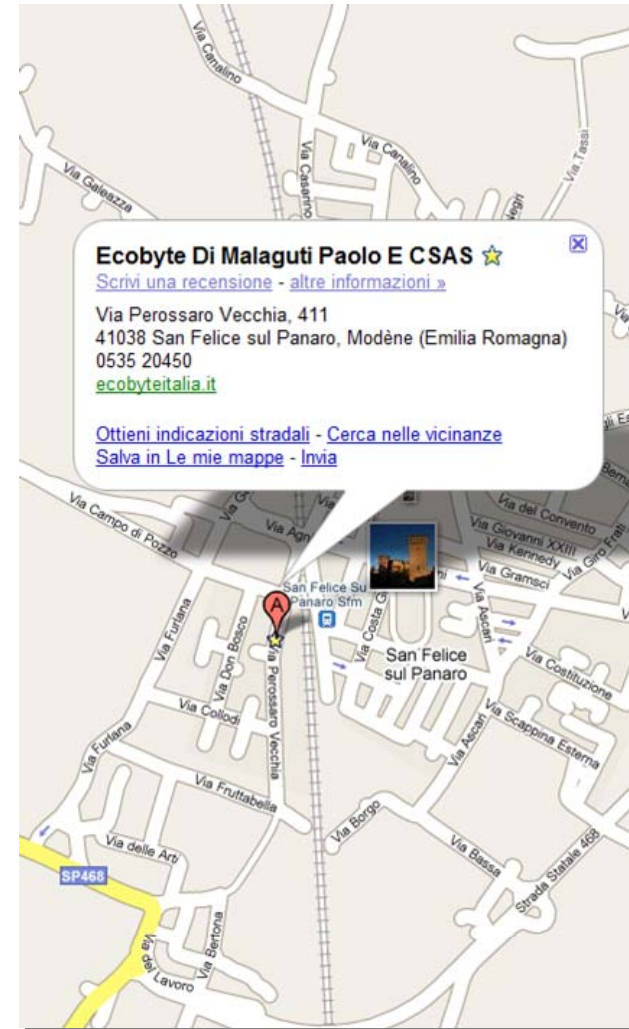 Via Canalino
Via Canalino
Via Casarino
Via Tassi
Via Galeazza
Negri
Ecobyte Di Malaguti Paolo E CSAS
Scrivi una recensione - altre informazioni »
Via Perossaro Vecchia, 411
41038 San Felice sul Panaro, Modène (Emilia Romagna)
0535 20450
ecobyteitalia.it
Ottieni indicazioni stradali - Cerca nelle vicinanze
Salva in Le mie mappe - Invia
Via Campo di Pozzo
Via del Convento
Via Giovanni XXIII
Via Kennedy
Via Giro Frati
Via Gramsci
San Felice Su
Panaro Sfm
A
Via Furlana
Via Don Bosco
Via Perossaro Vecchia
Via Costa
Via Ascari
San Felice
sul Panaro
Via Costituzione
Via Collodi
Via Scappina Esterna
Via Ascari
Via Furlana
Via Fruttabella
Via Borgo
Via Bassa
Strada Statale 468
Via delle Arti
SP468
Via Bertona
Via del Lavoro